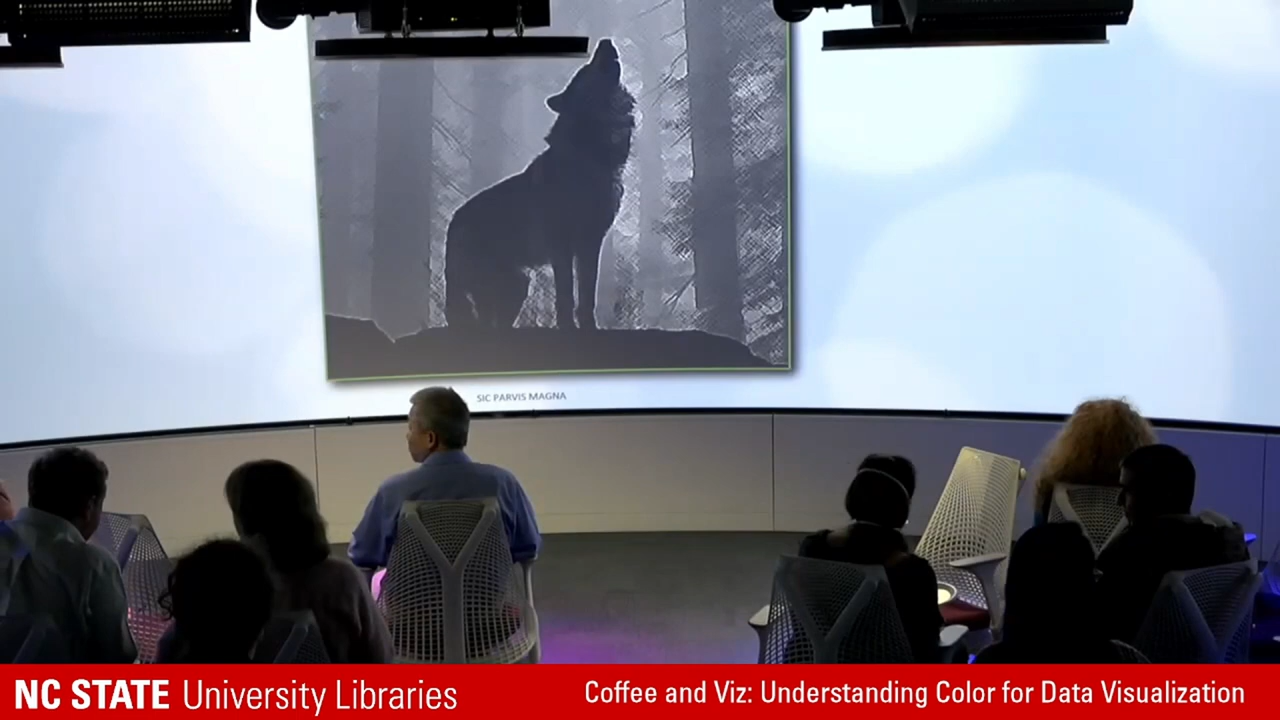 SIC PARVIS MAGNA
NC STATE University Libraries
Coffee and Viz: Understanding Color for Data Visualization